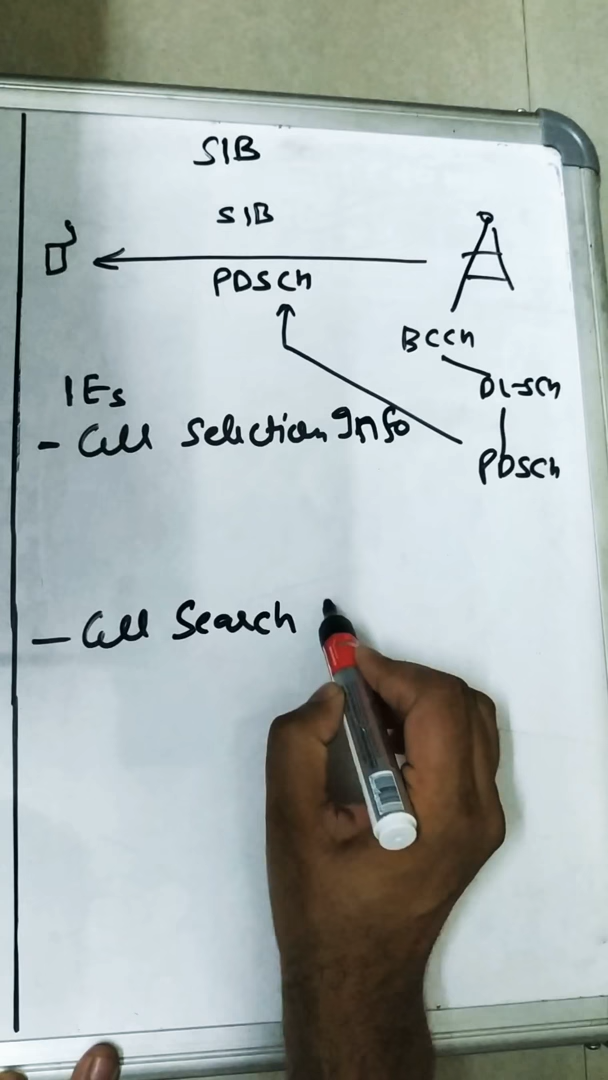 SIB
SIB
PDSCH
BCCH
DL-SCH
PDSCH
IEs
- Cell Selection Info
- Cell Search